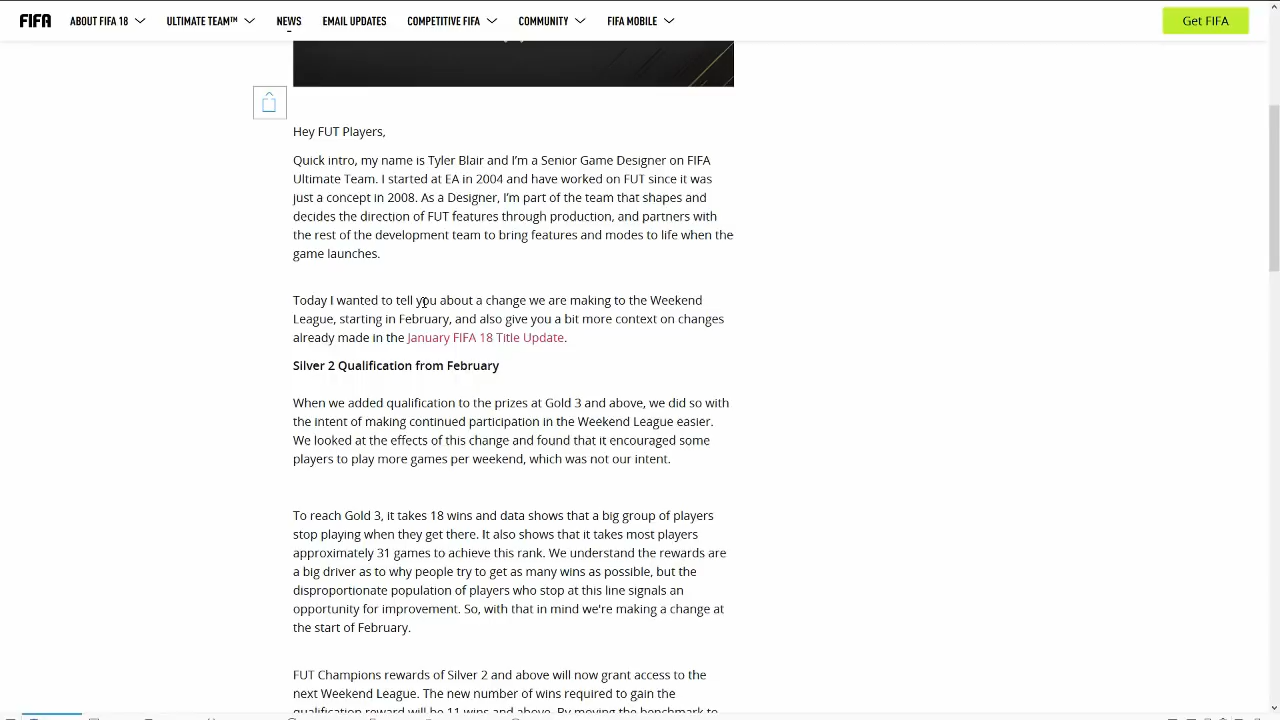 FIFA ABOUT FIFA 18 ULTIMATE TEAM™ NEWS EMAIL UPDATES COMPETITIVE FIFA COMMUNITY FIFA MOBILE Get FIFA
Hey FUT Players,
Quick intro, my name is Tyler Blair and I’m a Senior Game Designer on FIFA
Ultimate Team. I started at EA in 2004 and have worked on FUT since it was
just a concept in 2008. As a Designer, I’m part of the team that shapes and
decides the direction of FUT features through production, and partners with
the rest of the development team to bring features and modes to life when the
game launches.
Today I wanted to tell you about a change we are making to the Weekend
League, starting in February, and also give you a bit more context on changes
already made in the January FIFA 18 Title Update.
Silver 2 Qualification from February
When we added qualification to the prizes at Gold 3 and above, we did so with
the intent of making continued participation in the Weekend League easier.
We looked at the effects of this change and found that it encouraged some
players to play more games per weekend, which was not our intent.
To reach Gold 3, it takes 18 wins and data shows that a big group of players
stop playing when they get there. It also shows that it takes most players
approximately 31 games to achieve this rank. We understand the rewards are
a big driver as to why people try to get as many wins as possible, but the
disproportionate population of players who stop at this line signals an
opportunity for improvement. So, with that in mind we're making a change at
the start of February.
FUT Champions rewards of Silver 2 and above will now grant access to the
next Weekend League. The new number of wins required to gain the
qualification reward will be 11 wins and above. By moving the benchmark to